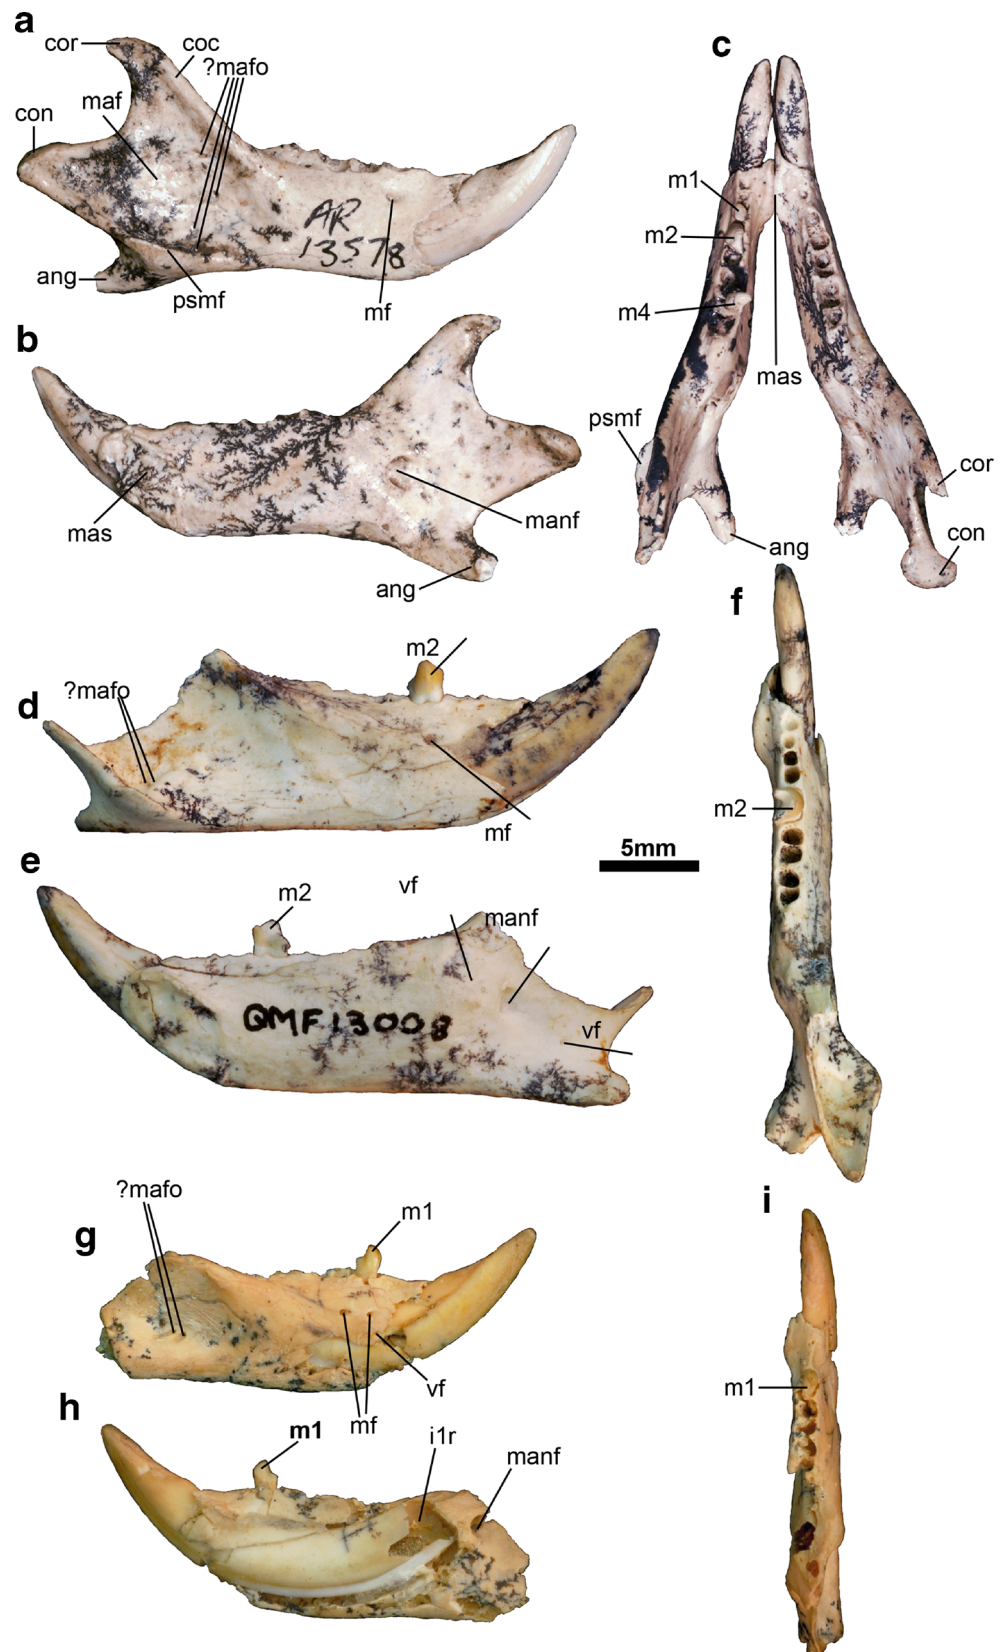 a
cor
coc
?mafo
maf
con
AR
13578
ang
psmf
mf
b
mas
manf
ang
c
m1
m2
m4
mas
psmf
cor
con
ang
d
?mafo
m2
mf
5mm
e
m2
vf
manf
QMF13008
vf
f
m2
g
?mafo
m1
vf
mf
h
m1
i1r
manf
i
m1